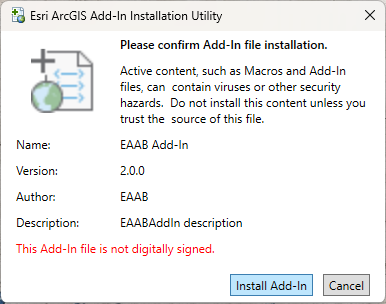 Esri ArcGIS Add-In Installation Utility
Please confirm Add-In file installation.
Active content, such as Macros and Add-In
files, can  contain viruses or other security
hazards.  Do not install this content unless you
trust the  source of this file.
Name: EAAB Add-In
Version: 2.0.0
Author: EAAB
Description: EAABAddIn description
This Add-In file is not digitally signed.
Install Add-In Cancel